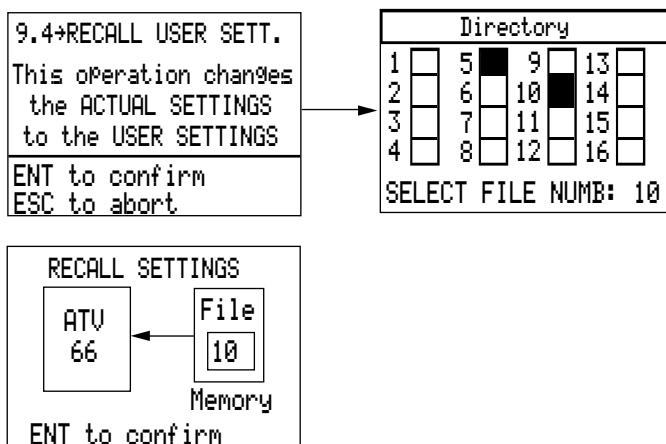 9.4→RECALL USER SETT.
This oPeration chan9es
the ACTUAL SETTINGS
to the USER SETTINGS
ENT to confirm
ESC to abort
Directory
1 5 9 13
2 6 10 14
3 7 11 15
4 8 12 16
SELECT FILE NUMB: 10
RECALL SETTINGS
ATV
66
File
10
Memory
ENT to confirm